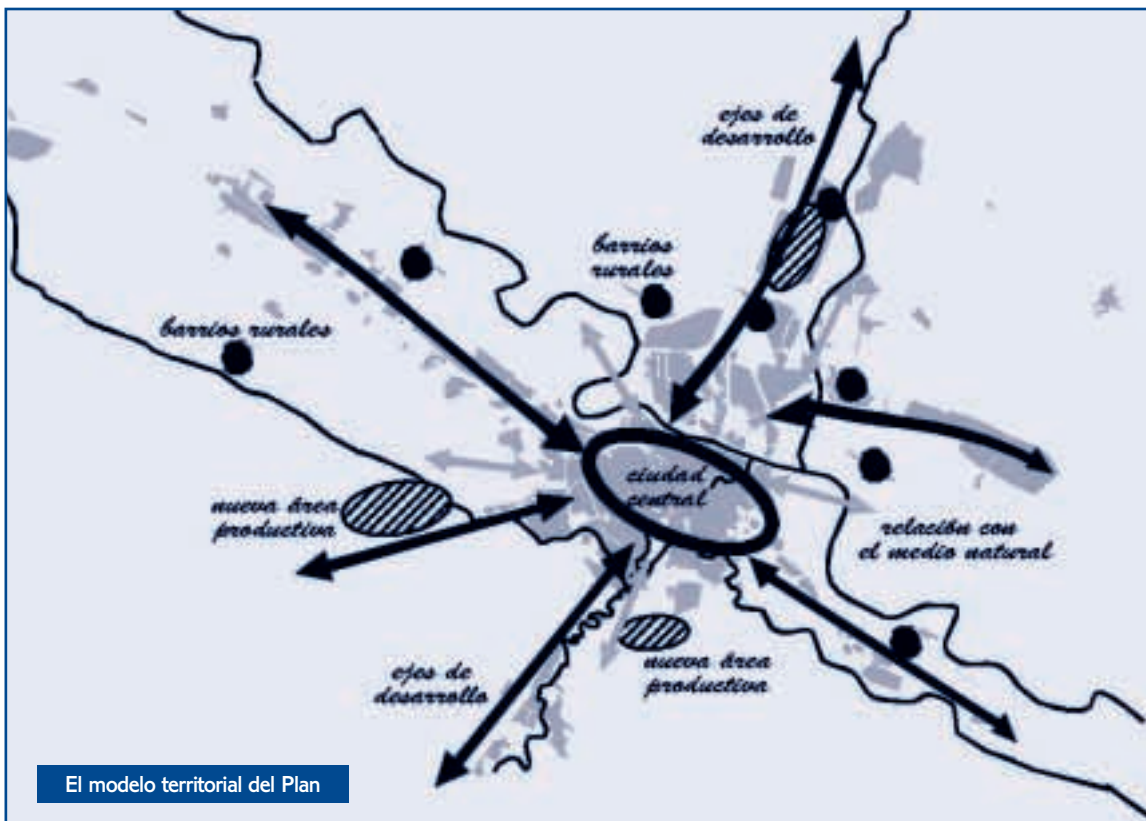 ejes de
desarrollo
barrios
rurales
barrios rurales
ciudad
central
nueva área
productiva
relación con
el medio natural
ejes de
desarrollo
nueva área
productiva
El modelo territorial del Plan